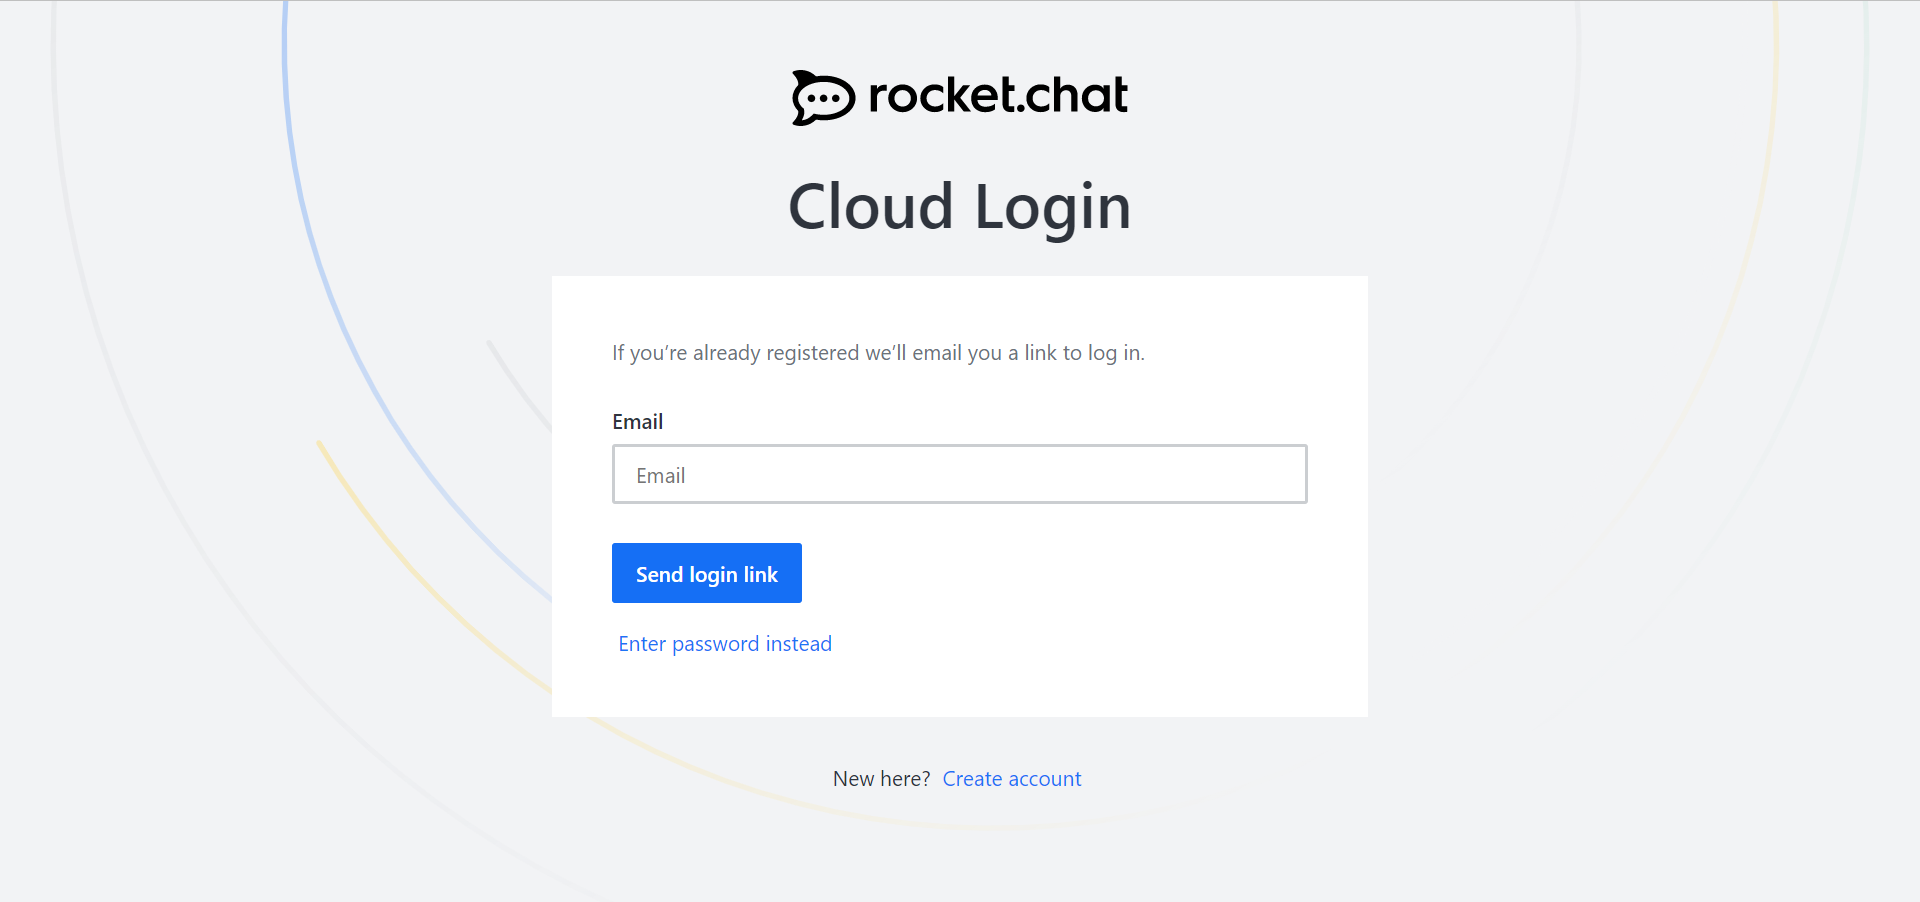 rocket.chat
Cloud Login
If you’re already registered we’ll email you a link to log in.
Email
Email
Send login link
Enter password instead
New here? Create account